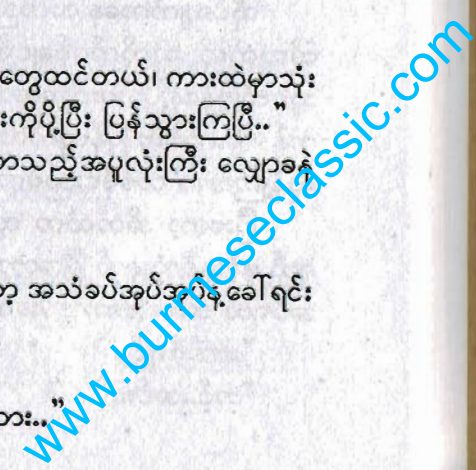 တွေထင်တယ်၊ ကားထဲမှာသုံး
းကိုပို့ပြီး ပြန်သွားကြပြီ..”
ာသည့်အပူလုံးကြီး လျှောခနဲ
ာ့ အသံခပ်အုပ်အုပ်နဲ့ခေါ်ရင်း
ား..”
www.burmeseclassic.com